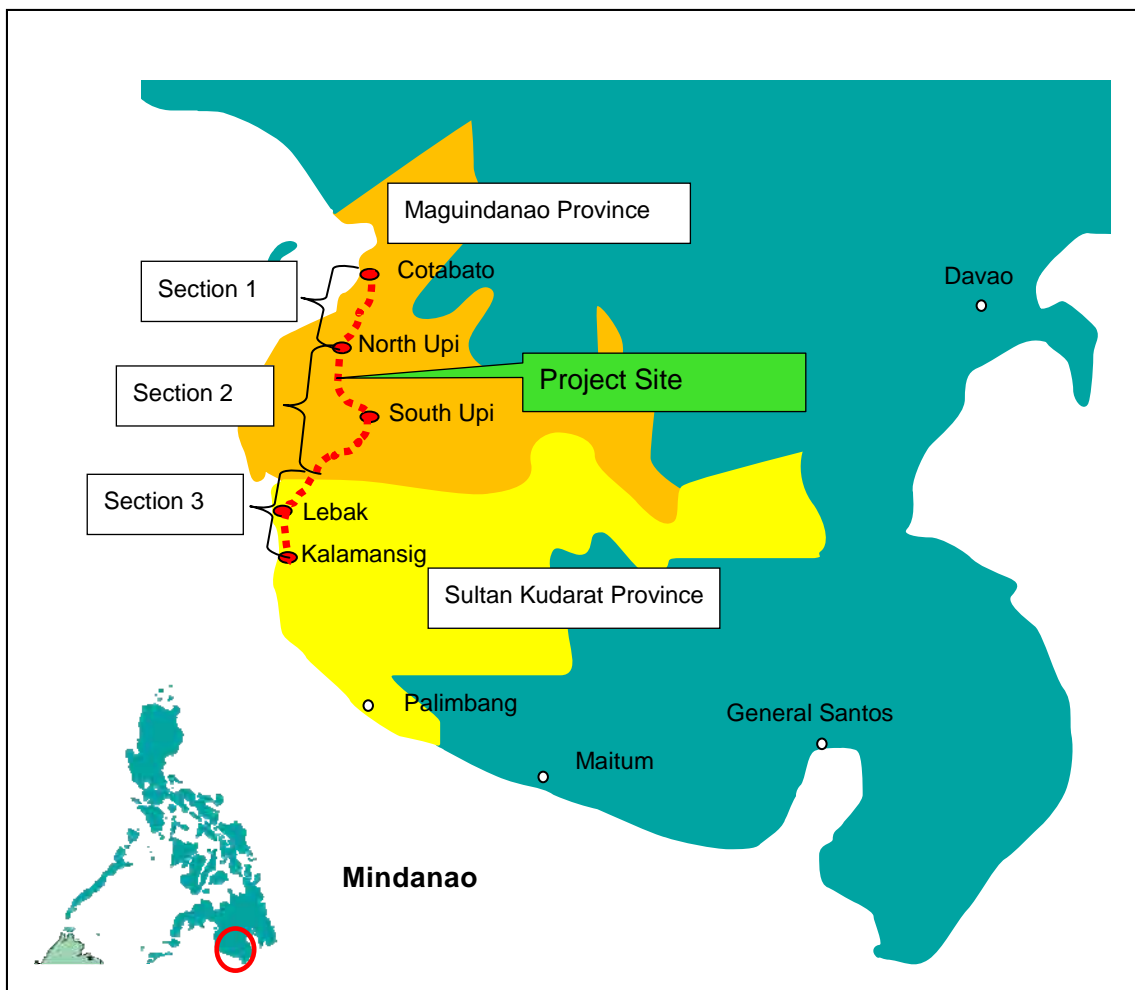 Maguindanao Province
Cotabato
Section 1
Davao
North Upi
Project Site
Section 2
South Upi
Section 3
Lebak
Kalamansig
Sultan Kudarat Province
Palimbang
General Santos
Maitum
Mindanao